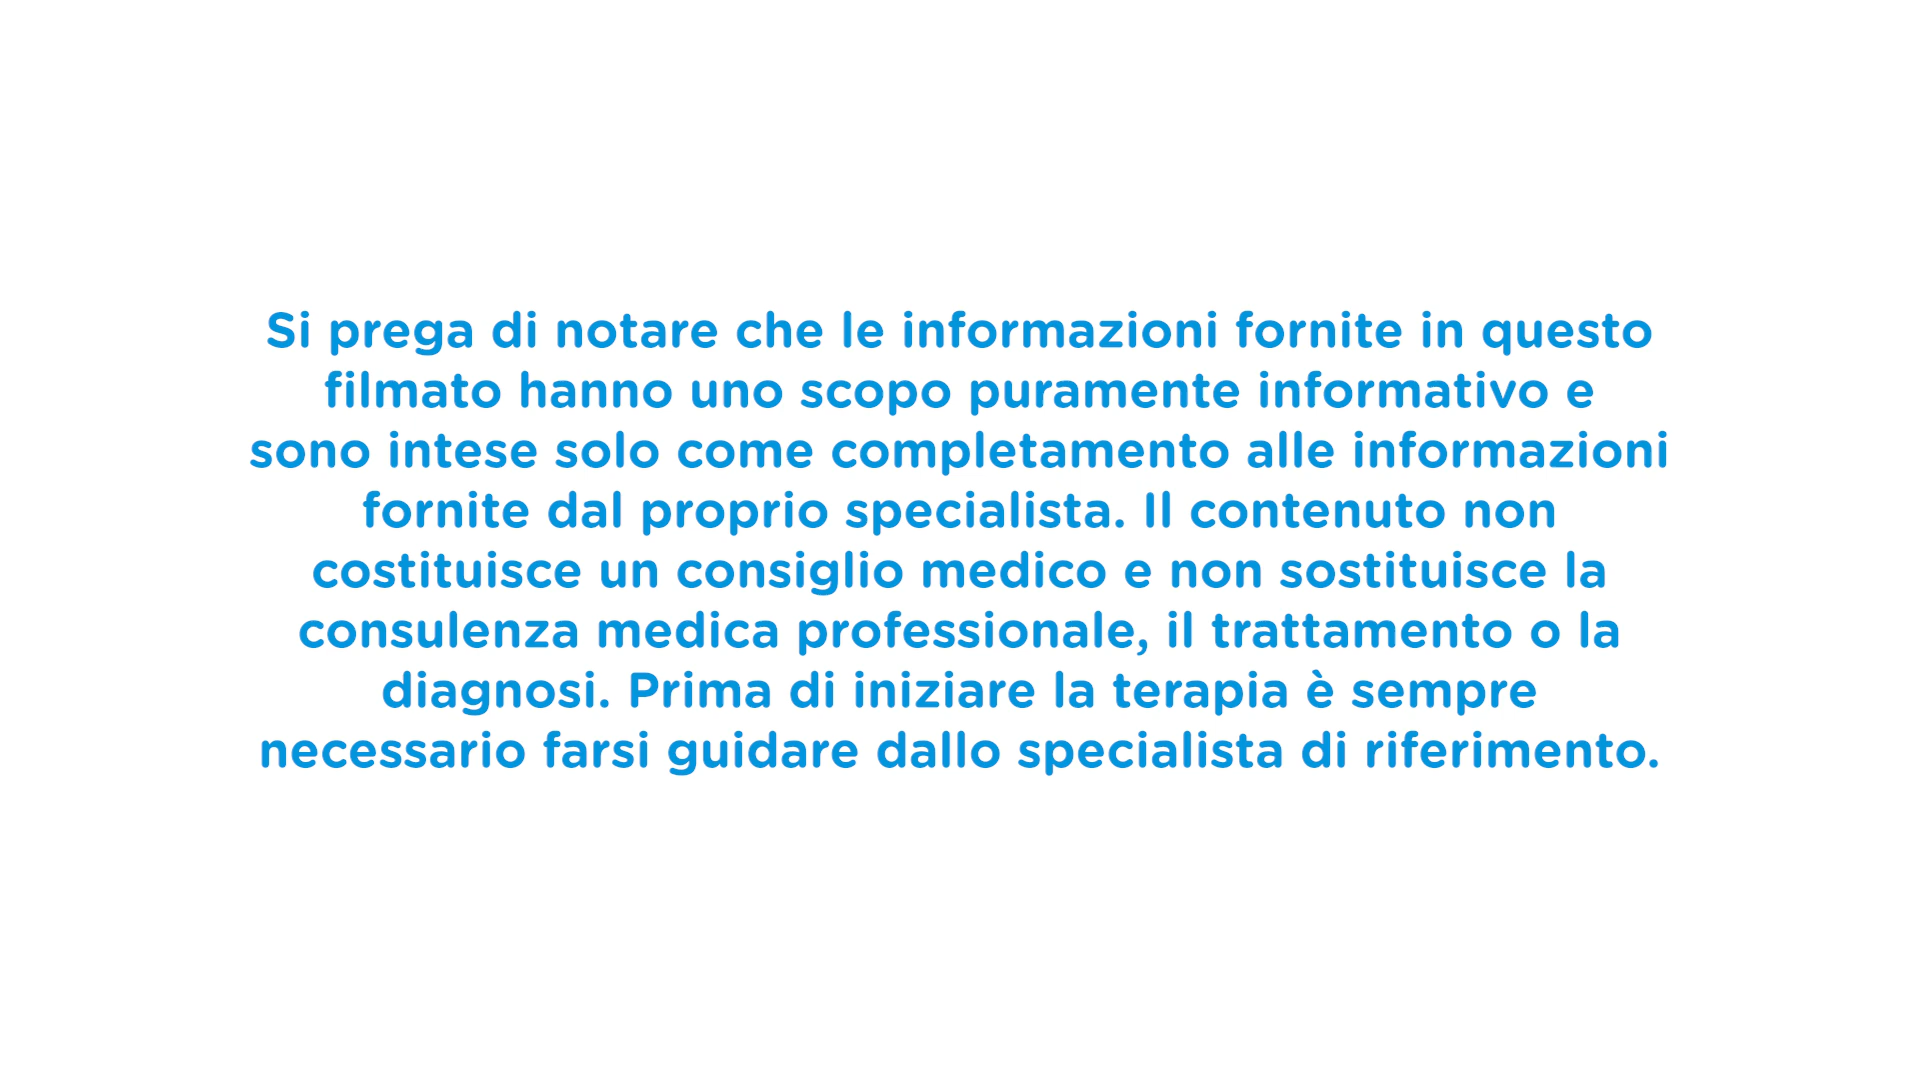 Si prega di notare che le informazioni fornite in questo
filmato hanno uno scopo puramente informativo e
sono intese solo come completamento alle informazioni
fornite dal proprio specialista. Il contenuto non
costituisce un consiglio medico e non sostituisce la
consulenza medica professionale, il trattamento o la
diagnosi. Prima di iniziare la terapia è sempre
necessario farsi guidare dallo specialista di riferimento.